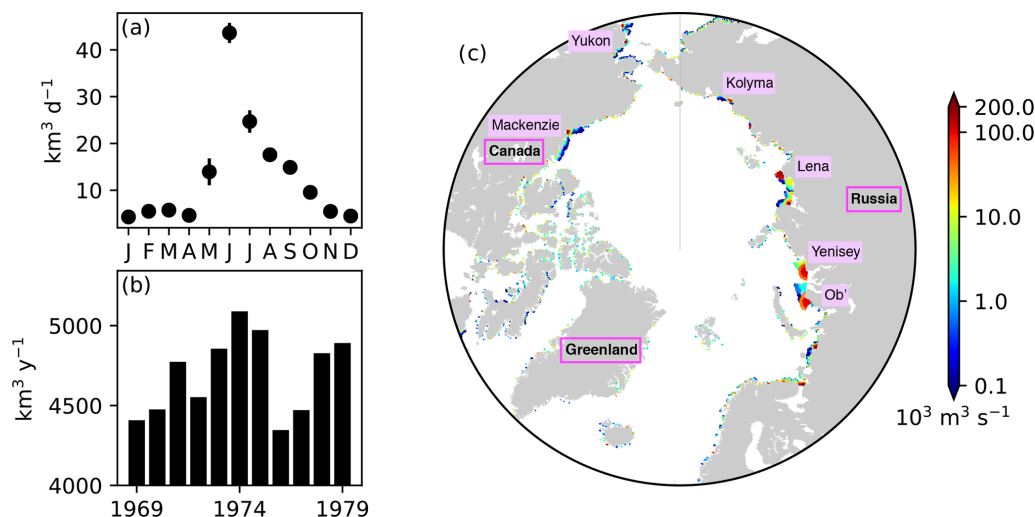 (a)
40
30
20
10
km³ d⁻¹
J F M A M J J A S O N D
(b)
5000
4500
4000
km³ y⁻¹
1969 1974 1979
(c)
Yukon
Kolyma
Mackenzie
Canada
Lena
Russia
Yenisey
Ob'
Greenland
200.0
100.0
10.0
1.0
0.1
10³ m³ s⁻¹